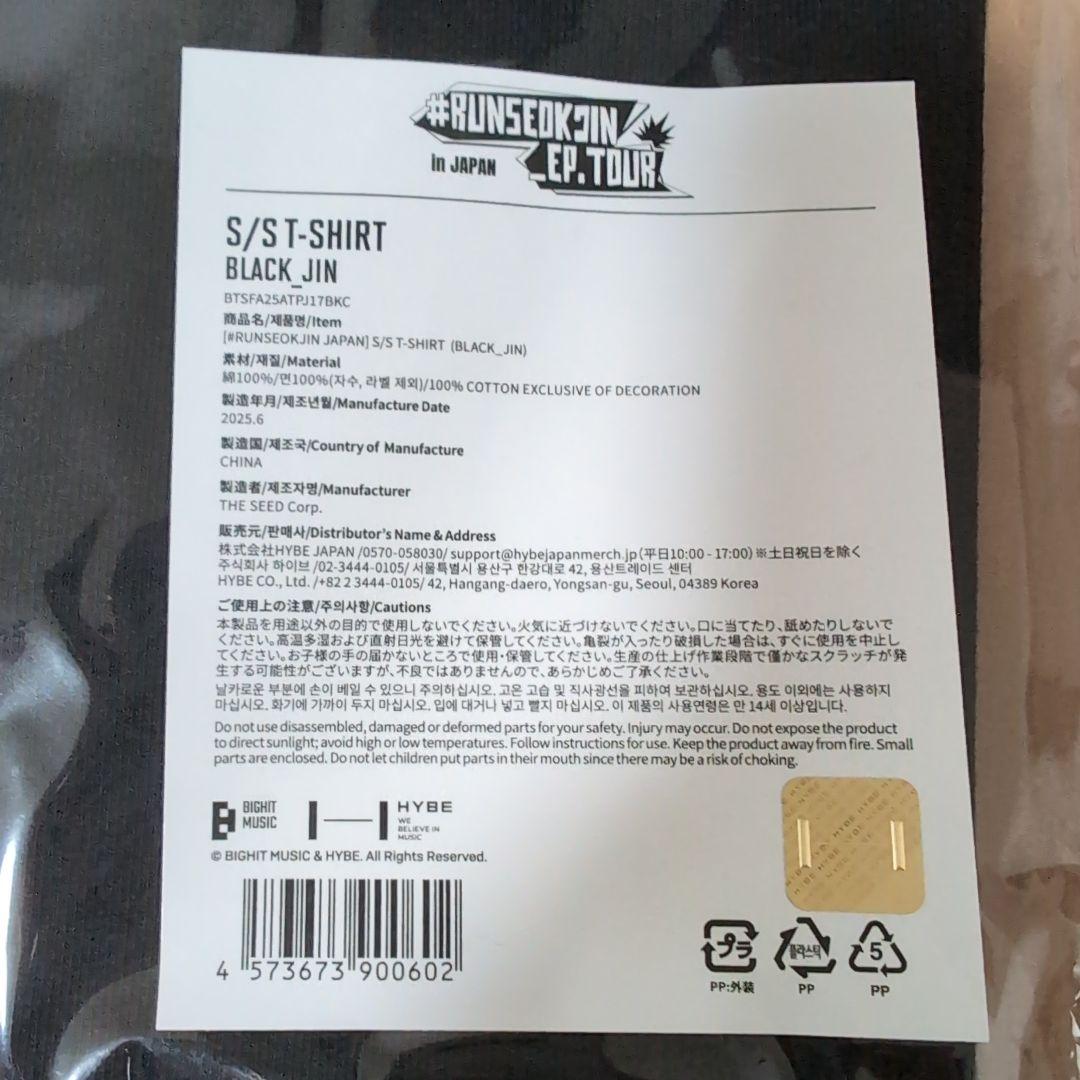 #RUNSEOKJIN
in JAPAN _EP.TOUR
S/S T-SHIRT
BLACK_JIN
BTSFA25ATPJ17BKC
商品名/제품명/Item
[#RUNSEOKJIN JAPAN] S/S T-SHIRT (BLACK_JIN)
素材/재질/Material
綿100%/면100%(자수, 라벨 제외)/100% COTTON EXCLUSIVE OF DECORATION
製造年月/제조년월/Manufacture Date
2025.6
製造国/제조국/Country of Manufacture
CHINA
製造者/제조자명/Manufacturer
THE SEED Corp.
販売元/판매사/Distributor's Name & Address
株式会社HYBE JAPAN /0570-058030/ support@hybejapanmerch.jp(平日10:00 - 17:00) ※土日祝日を除く
주식회사 하이브 /02-3444-0105/ 서울특별시 용산구 한강대로 42, 용산트레이드 센터
HYBE CO., Ltd. /+82 2 3444-0105/ 42, Hangang-daero, Yongsan-gu, Seoul, 04389 Korea
ご使用上の注意/주의사항/Cautions
本製品を用途以外の目的で使用しないでください。火気に近づけないでください。口に当てたり、舐めたりしないで
ください。高温多湿および直射日光を避けて保管してください。亀裂が入ったり破損した場合は、すぐに使用を中止し
てください。お子様の手の届かないところで使用・保管してください。生産の仕上げ作業段階で僅かなスクラッチが発
生する可能性がございますが、不良ではありませんので、あらかじめご了承ください。
날카로운 부분에 손이 베일 수 있으니 주의하십시오. 고온 고습 및 직사광선을 피하여 보관하십시오. 용도 이외에는 사용하지
마십시오. 화기에 가까이 두지 마십시오. 입에 대거나 넣고 빨지 마십시오. 이 제품의 사용연령은 만 14세 이상입니다.
Do not use disassembled, damaged or deformed parts for your safety. Injury may occur. Do not expose the product
to direct sunlight; avoid high or low temperatures. Follow instructions for use. Keep the product away from fire. Small
parts are enclosed. Do not let children put parts in their mouth since there may be a risk of choking.
BIGHIT
MUSIC
HYBE
WE
BELIEVE IN
MUSIC
© BIGHIT MUSIC & HYBE. All Rights Reserved.
4 573673 900602
プラ
PP:外装
플라스틱
PP
5
PP